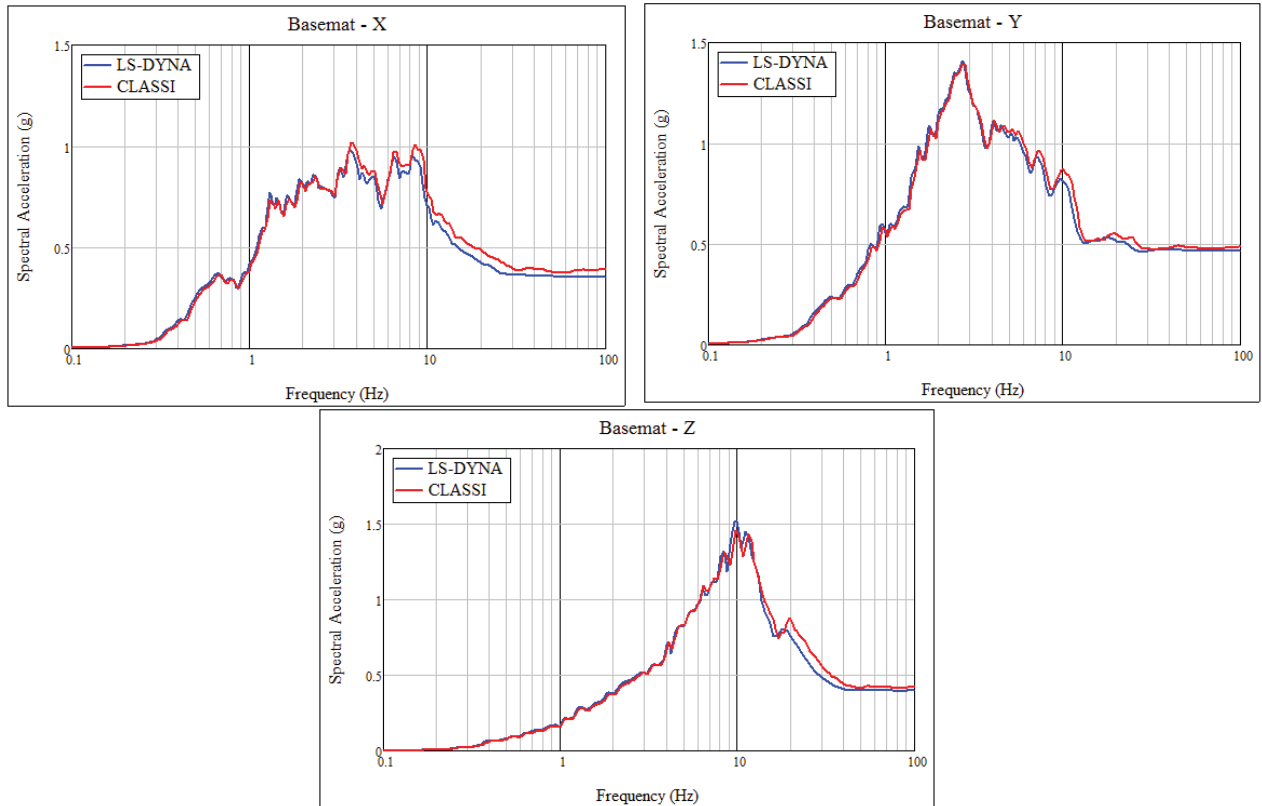 Basemat - X
1.5
LS-DYNA
CLASSI
1
0.5
0
0.1
1
10
100
Spectral Acceleration (g)
Frequency (Hz)
Basemat - Y
1.5
LS-DYNA
CLASSI
1
0.5
0
0.1
1
10
100
Spectral Acceleration (g)
Frequency (Hz)
Basemat - Z
2
LS-DYNA
CLASSI
1.5
1
0.5
0
0.1
1
10
100
Spectral Acceleration (g)
Frequency (Hz)